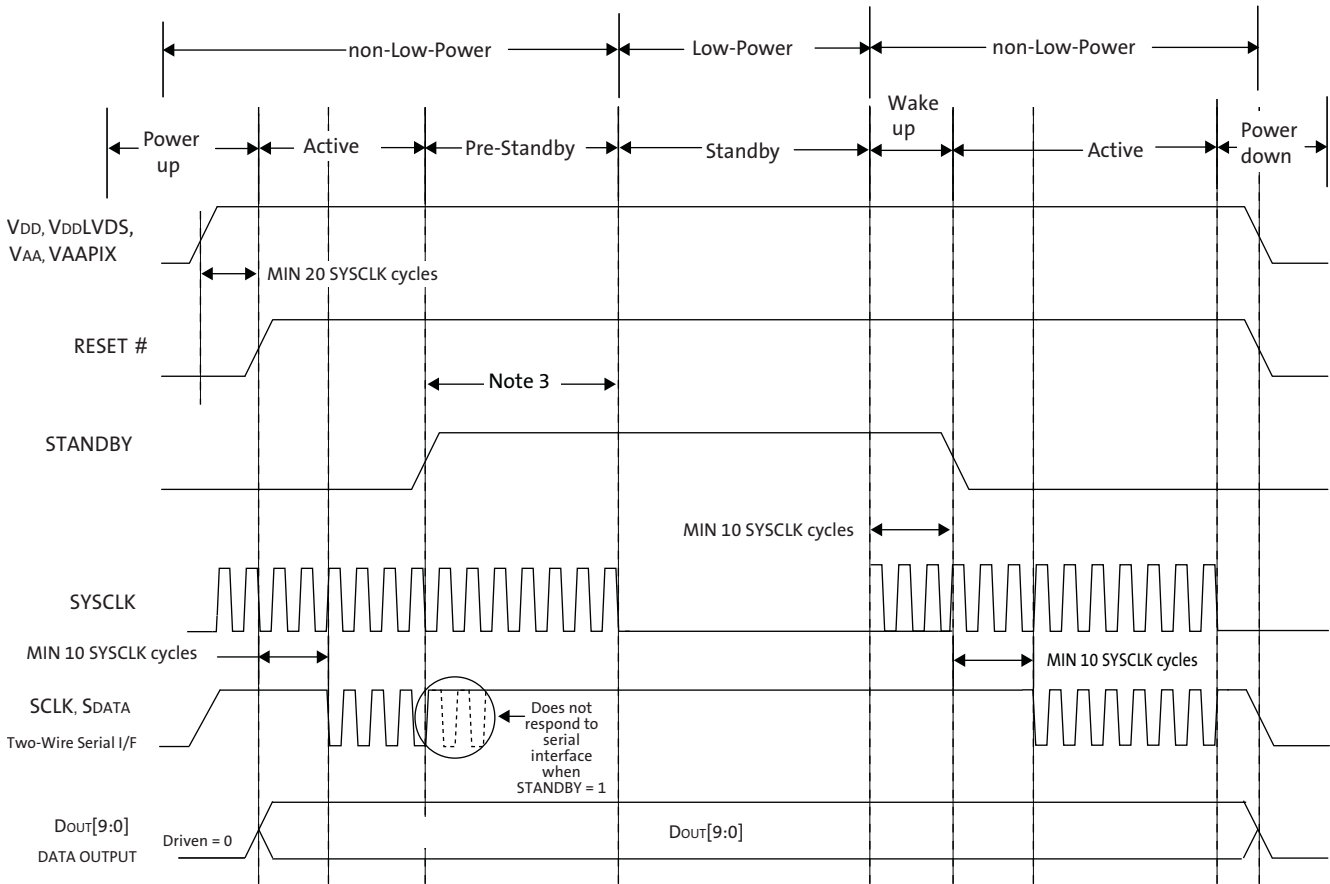 non-Low-Power
Low-Power
non-Low-Power
Power
up
Active
Pre-Standby
Standby
Wake
up
Active
Power
down
VDD, VDDLVDS,
VAA, VAAPIX
MIN 20 SYSCLK cycles
RESET #
Note 3
STANDBY
MIN 10 SYSCLK cycles
SYSCLK
MIN 10 SYSCLK cycles
MIN 10 SYSCLK cycles
SCLK, SDATA
Two-Wire Serial I/F
Does not
respond to
serial
interface
when
STANDBY = 1
DOUT[9:0]
DATA OUTPUT
Driven = 0
DOUT[9:0]